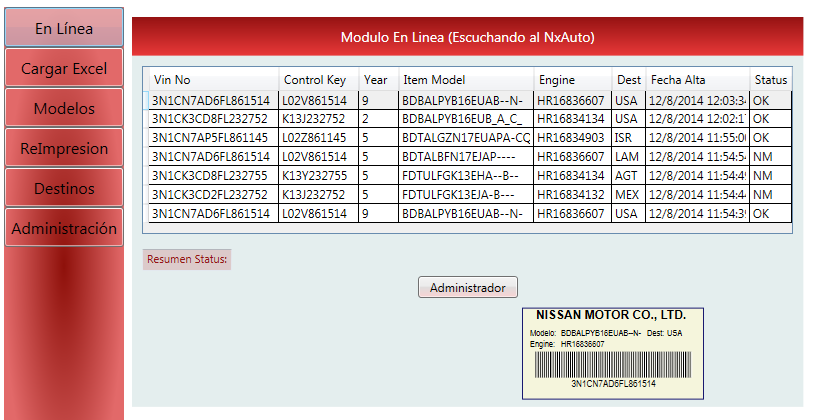 En Línea
Cargar Excel
Modelos
ReImpresion
Destinos
Administración
Modulo En Linea (Escuchando al NxAuto)
Vin No Control Key Year Item Model Engine Dest Fecha Alta Status
3N1CN7AD6FL861514 L02V861514 9 BDBALPYB16EUAB--N- HR16836607 USA 12/8/2014 12:03:34 OK
3N1CK3CD8FL232752 K13J232752 2 BDBALPYB16EUB_A_C_ HR16834134 USA 12/8/2014 12:02:1 OK
3N1CN7AP5FL861145 L02Z861145 5 BDTALGZN17EUAPA-CQ HR16834903 ISR 12/8/2014 11:55:00 OK
3N1CN7AD6FL861514 L02V861514 5 BDTALBFN17EJAP---- HR16836607 LAM 12/8/2014 11:54:54 NM
3N1CK3CD8FL232755 K13Y232755 5 FDTULFGK13EHA--B-- HR16834134 AGT 12/8/2014 11:54:49 NM
3N1CK3CD2FL232752 K13J232752 5 FDTULFGK13EJA-B--- HR16834132 MEX 12/8/2014 11:54:44 NM
3N1CN7AD6FL861514 L02V861514 9 BDBALPYB16EUAB--N- HR16836607 USA 12/8/2014 11:54:39 OK
Resumen Status:
Administrador
NISSAN MOTOR CO., LTD.
Modelo: BDBALPYB16EUAB--N- Dest: USA
Engine: HR16836607
3N1CN7AD6FL861514